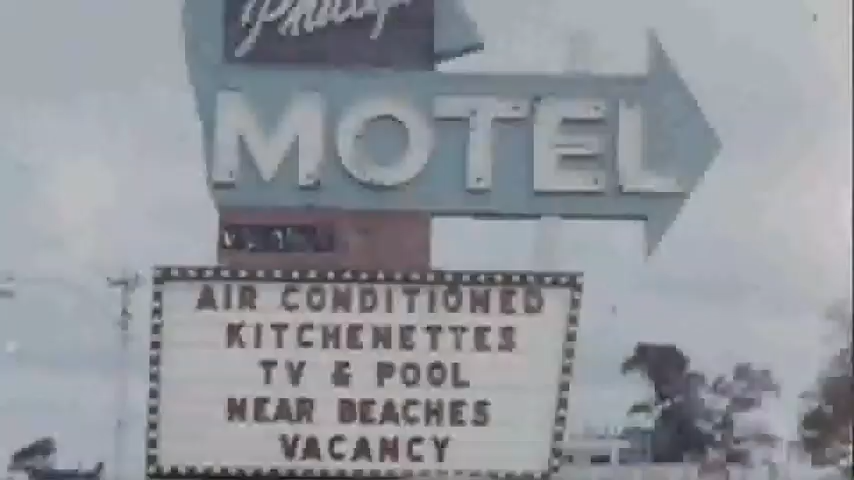 MOTEL
AIR CONDITIONED
KITCHENETTES
TV & POOL
NEAR BEACHES
VACANCY